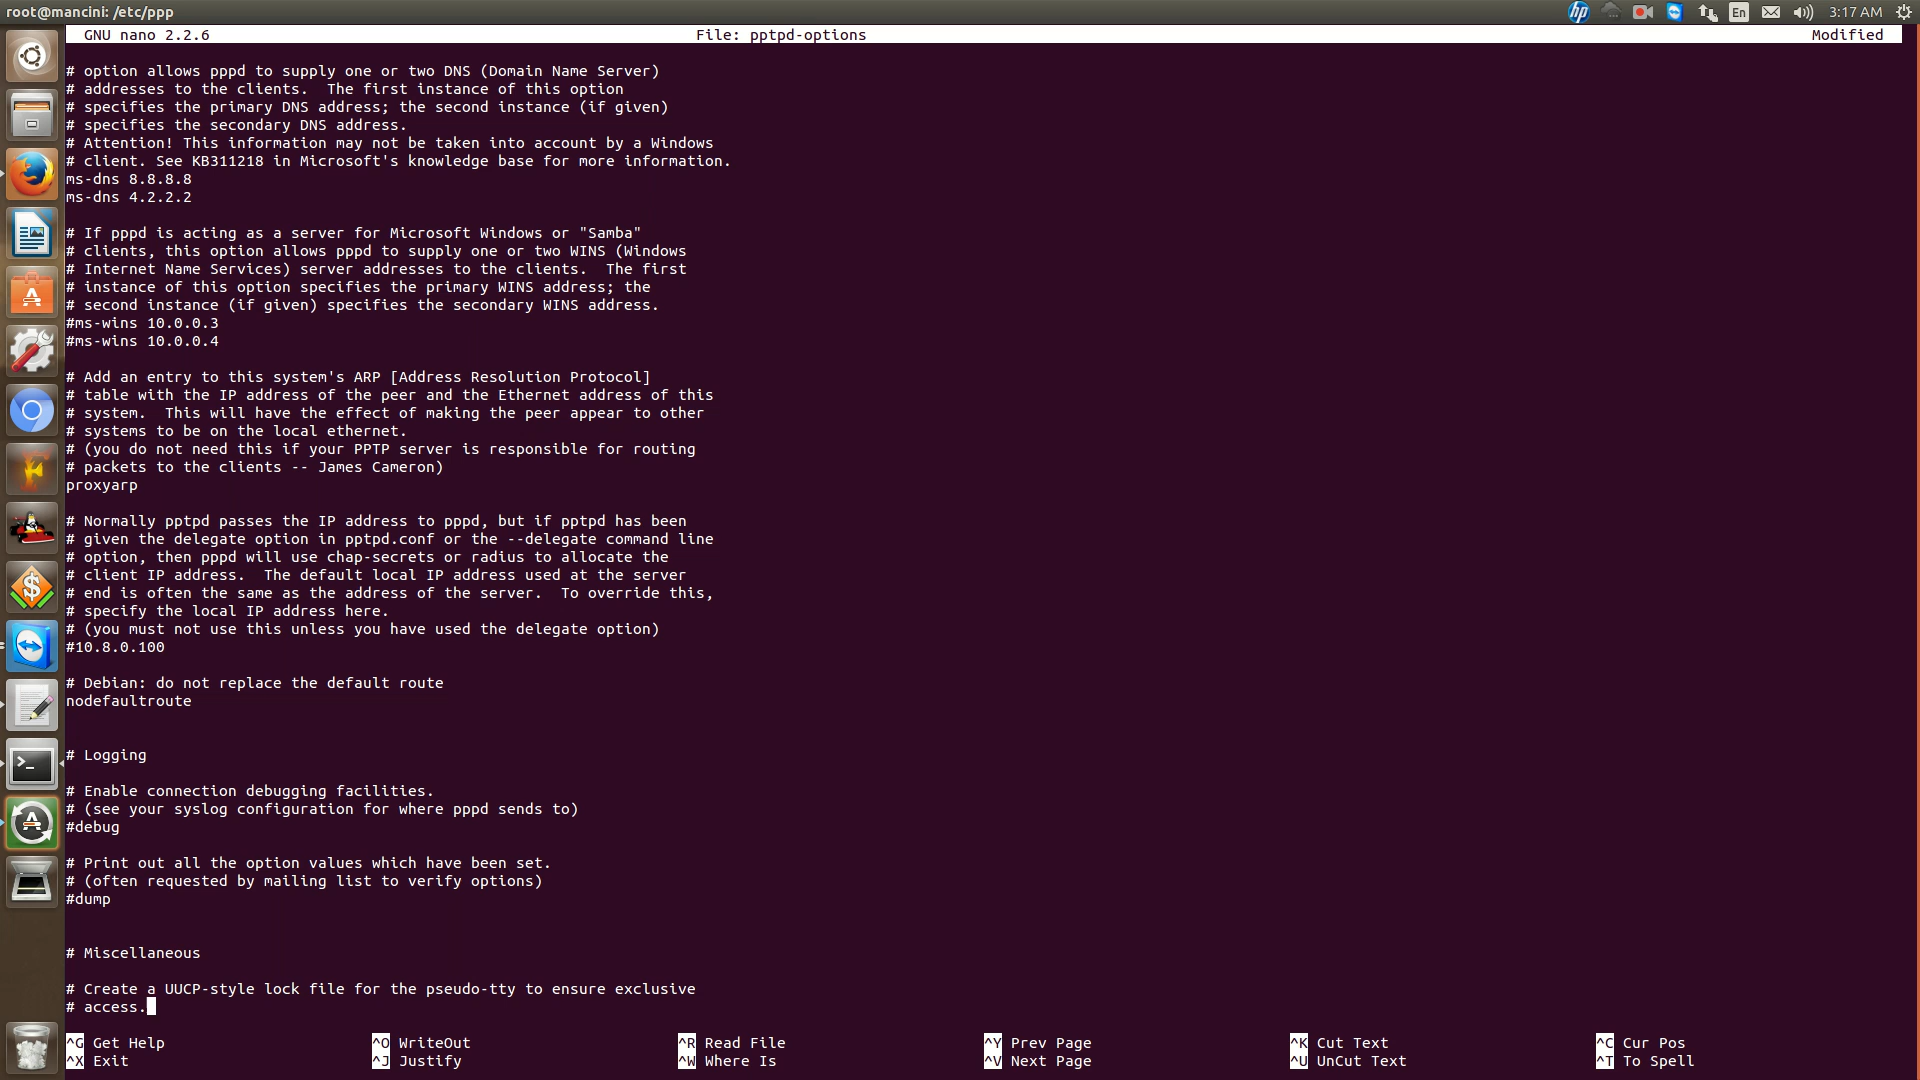 root@mancini: /etc/ppp
En
3:17 AM
GNU nano 2.2.6 File: pptpd-options Modified
# option allows pppd to supply one or two DNS (Domain Name Server)
# addresses to the clients.  The first instance of this option
# specifies the primary DNS address; the second instance (if given)
# specifies the secondary DNS address.
# Attention! This information may not be taken into account by a Windows
# client. See KB311218 in Microsoft's knowledge base for more information.
ms-dns 8.8.8.8
ms-dns 4.2.2.2
# If pppd is acting as a server for Microsoft Windows or "Samba"
# clients, this option allows pppd to supply one or two WINS (Windows
# Internet Name Services) server addresses to the clients.  The first
# instance of this option specifies the primary WINS address; the
# second instance (if given) specifies the secondary WINS address.
#ms-wins 10.0.0.3
#ms-wins 10.0.0.4
# Add an entry to this system's ARP [Address Resolution Protocol]
# table with the IP address of the peer and the Ethernet address of this
# system.  This will have the effect of making the peer appear to other
# systems to be on the local ethernet.
# (you do not need this if your PPTP server is responsible for routing
# packets to the clients -- James Cameron)
proxyarp
# Normally pptpd passes the IP address to pppd, but if pptpd has been
# given the delegate option in pptpd.conf or the --delegate command line
# option, then pppd will use chap-secrets or radius to allocate the
# client IP address.  The default local IP address used at the server
# end is often the same as the address of the server.  To override this,
# specify the local IP address here.
# (you must not use this unless you have used the delegate option)
#10.8.0.100
# Debian: do not replace the default route
nodefaultroute
# Logging
# Enable connection debugging facilities.
# (see your syslog configuration for where pppd sends to)
#debug
# Print out all the option values which have been set.
# (often requested by mailing list to verify options)
#dump
# Miscellaneous
# Create a UUCP-style lock file for the pseudo-tty to ensure exclusive
# access.
^G Get Help ^O WriteOut ^R Read File ^Y Prev Page ^K Cut Text ^C Cur Pos
^X Exit ^J Justify ^W Where Is ^V Next Page ^U UnCut Text ^T To Spell